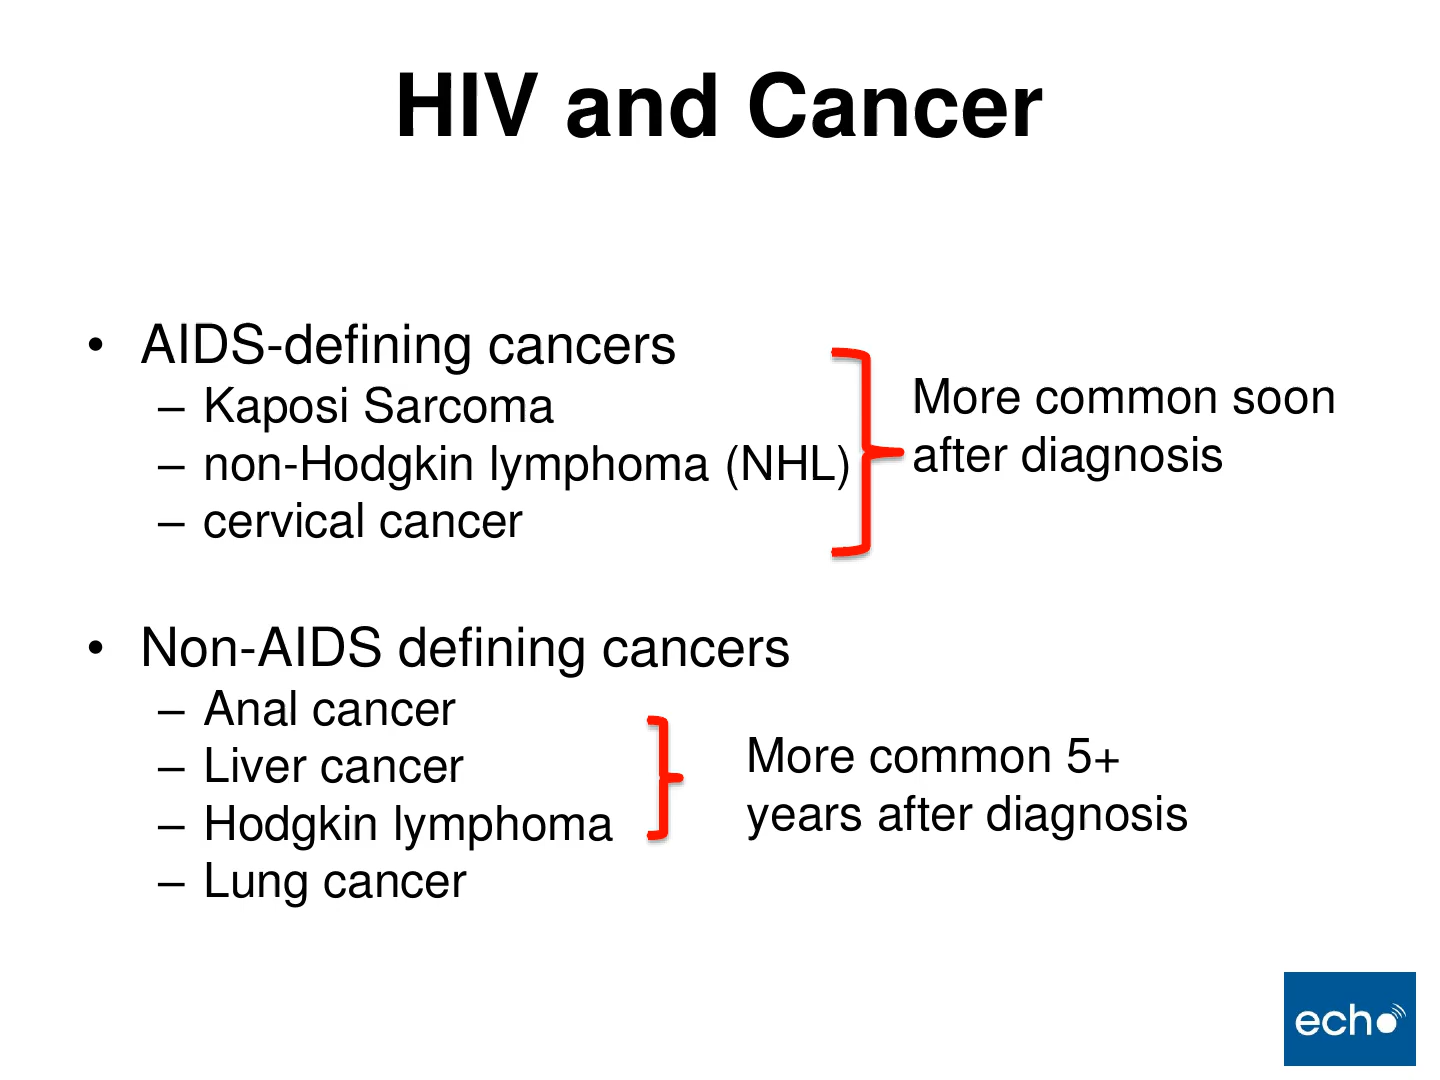 HIV and Cancer
• AIDS-defining cancers
– Kaposi Sarcoma
– non-Hodgkin lymphoma (NHL)
– cervical cancer
More common soon
after diagnosis
• Non-AIDS defining cancers
– Anal cancer
– Liver cancer
– Hodgkin lymphoma
– Lung cancer
More common 5+
years after diagnosis
echo